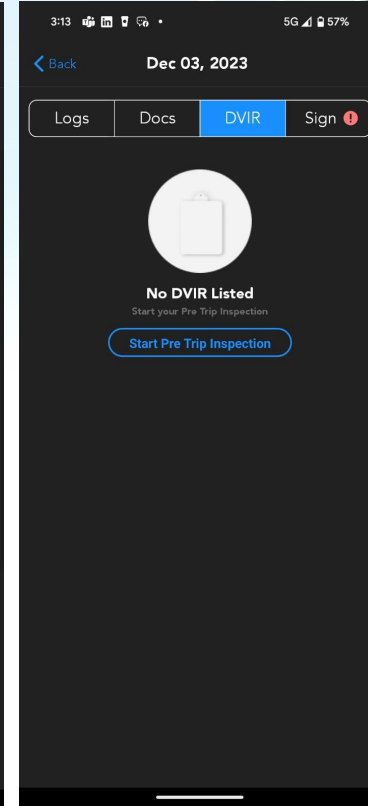 3:13 5G 57%
Back Dec 03, 2023
Logs Docs DVIR Sign !
No DVIR Listed
Start your Pre Trip Inspection
Start Pre Trip Inspection